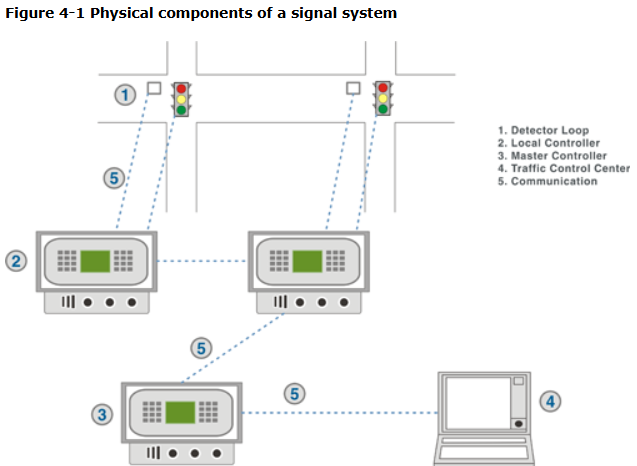 Figure 4-1 Physical components of a signal system
1
5
1. Detector Loop
2. Local Controller
3. Master Controller
4. Traffic Control Center
5. Communication
2
5
5
3
4